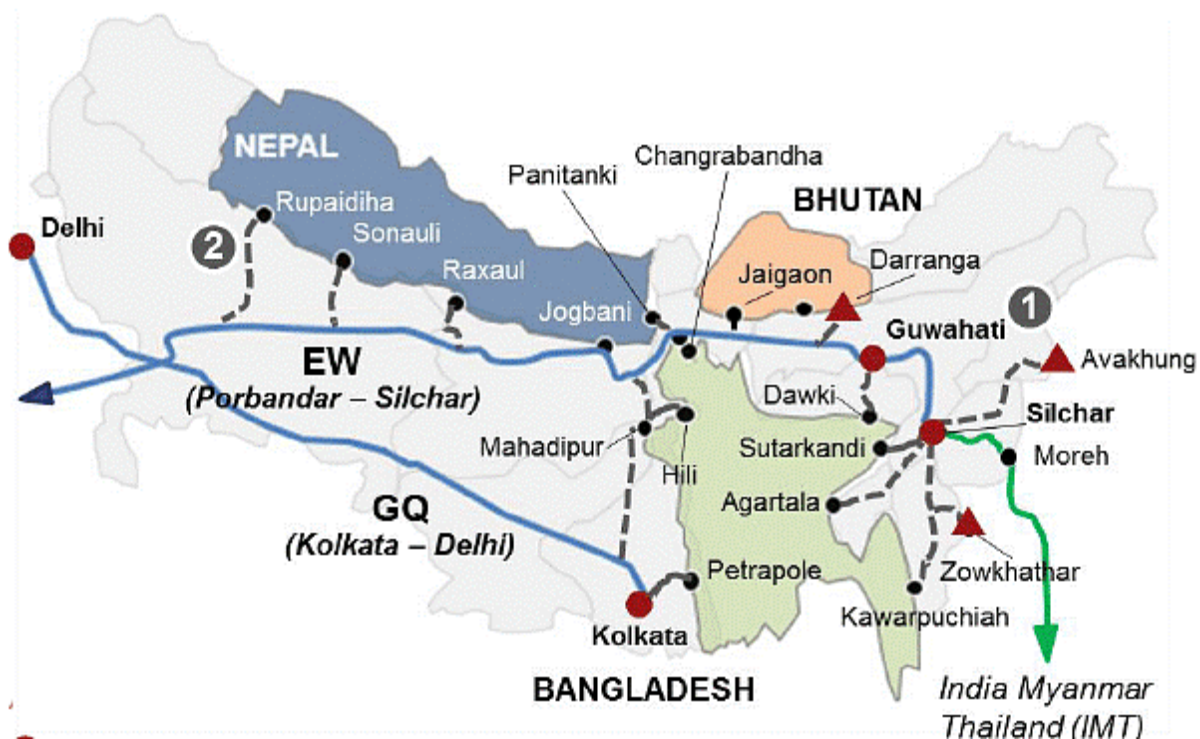 NEPAL
Changrabandha
Panitanki
BHUTAN
Rupaidiha
Delhi
Sonauli
2
Raxaul
Jaigaon
Darranga
Jogbani
1
Guwahati
Avakhung
EW
(Porbandar – Silchar)
Dawki
Silchar
Mahadipur
Sutarkandi
Moreh
Hili
Agartala
GQ
(Kolkata – Delhi)
Petrapole
Zowkhathar
Kawarpuchiah
Kolkata
BANGLADESH
India Myanmar
Thailand (IMT)